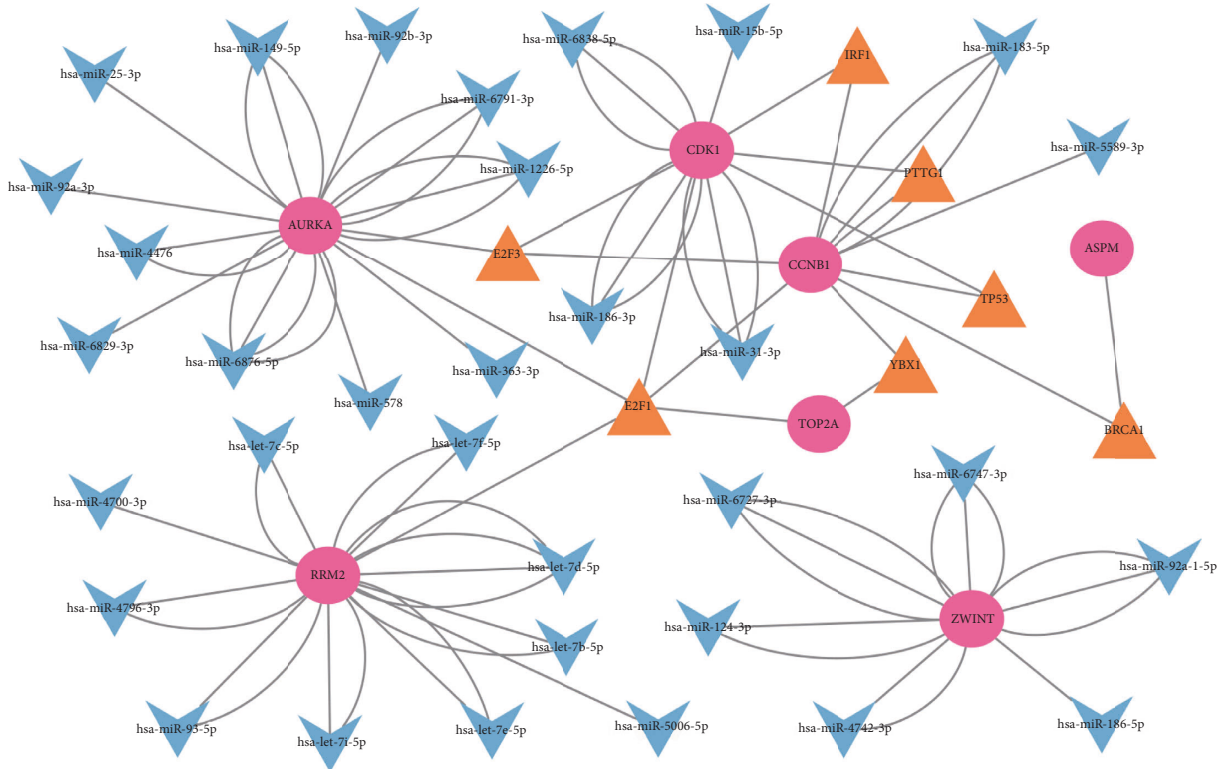 hsa-miR-92b-3p
hsa-miR-6838-5p
hsa-miR-15b-5p
hsa-miR-149-5p
IRF1
hsa-miR-183-5p
hsa-miR-25-3p
hsa-miR-6791-3p
hsa-miR-5589-3p
CDK1
hsa-miR-1226-5p
PTTG1
hsa-miR-92a-3p
AURKA
hsa-miR-4476
E2F3
CCNB1
ASPM
TP53
hsa-miR-186-3p
hsa-miR-6829-3p
hsa-miR-6876-5p
hsa-miR-31-3p
hsa-miR-363-3p
YBX1
hsa-miR-578
E2F1
TOP2A
BRCA1
hsa-let-7c-5p
hsa-let-7f-5p
hsa-miR-6747-3p
hsa-miR-4700-3p
hsa-miR-6727-3p
hsa-let-7d-5p
hsa-miR-92a-1-5p
RRM2
hsa-miR-4796-3p
ZWINT
hsa-miR-124-3p
hsa-let-7b-5p
hsa-miR-93-5p
hsa-let-7i-5p
hsa-let-7e-5p
hsa-miR-5006-5p
hsa-miR-4742-3p
hsa-miR-186-5p